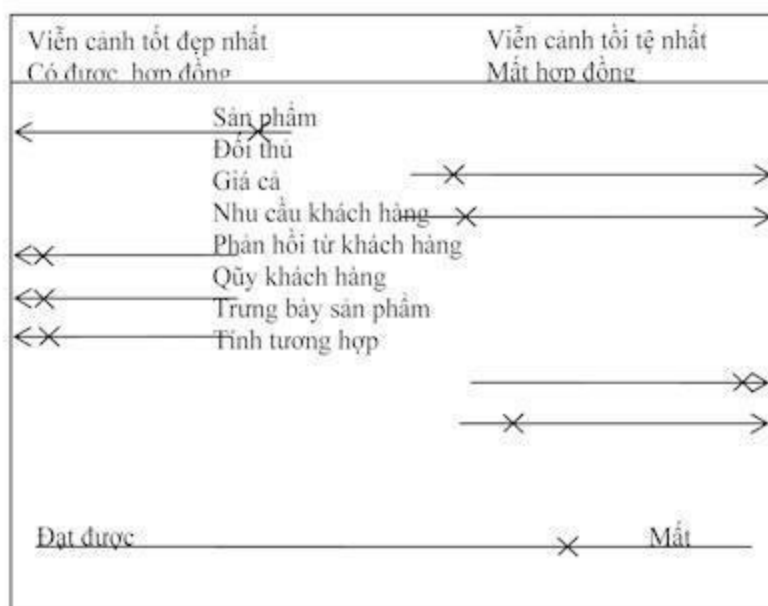 Viễn cảnh tốt đẹp nhất
Có được hợp đồng
Viễn cảnh tồi tệ nhất
Mất hợp đồng
Sản phẩm
Đối thủ
Giá cả
Nhu cầu khách hàng
Phản hồi từ khách hàng
Qũy khách hàng
Trưng bày sản phẩm
Tính tương hợp
Đạt được
Mất